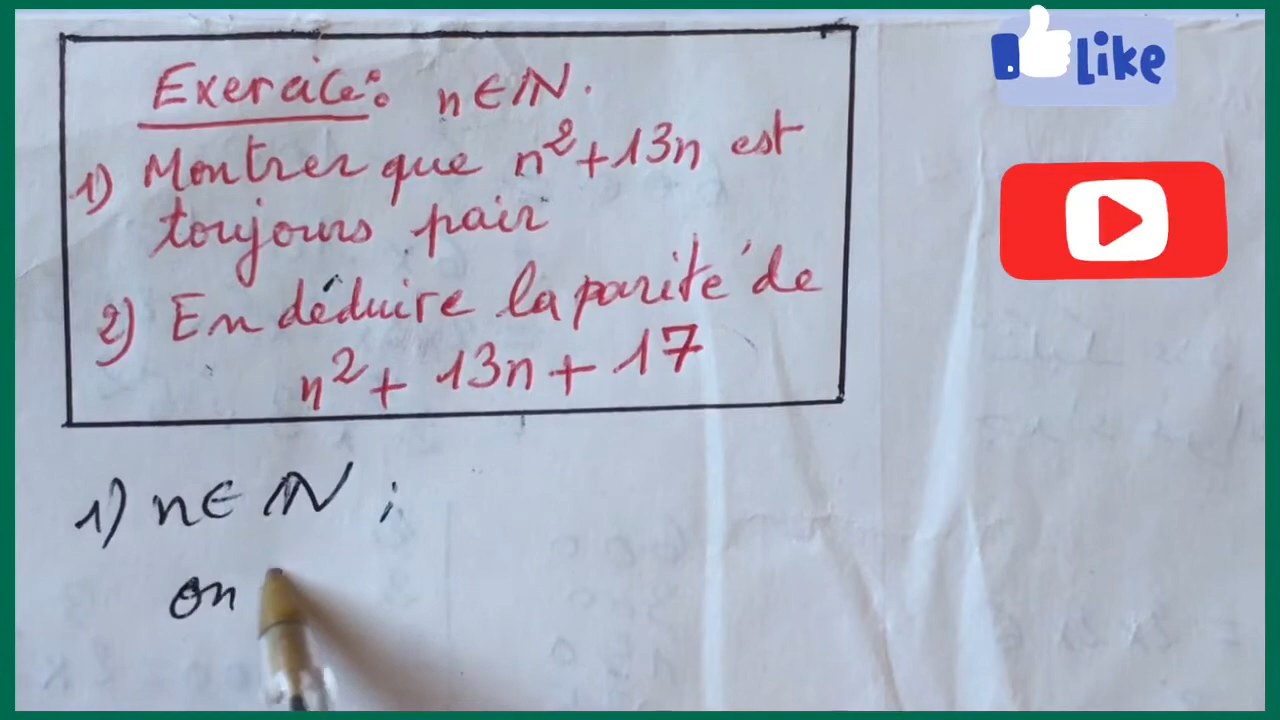 Exercice: n∈ℕ.
1) Montrer que n²+13n est
toujours pair
2) En déduire la parité de
n²+ 13n + 17
1) n∈ ℕ ;
on
Like